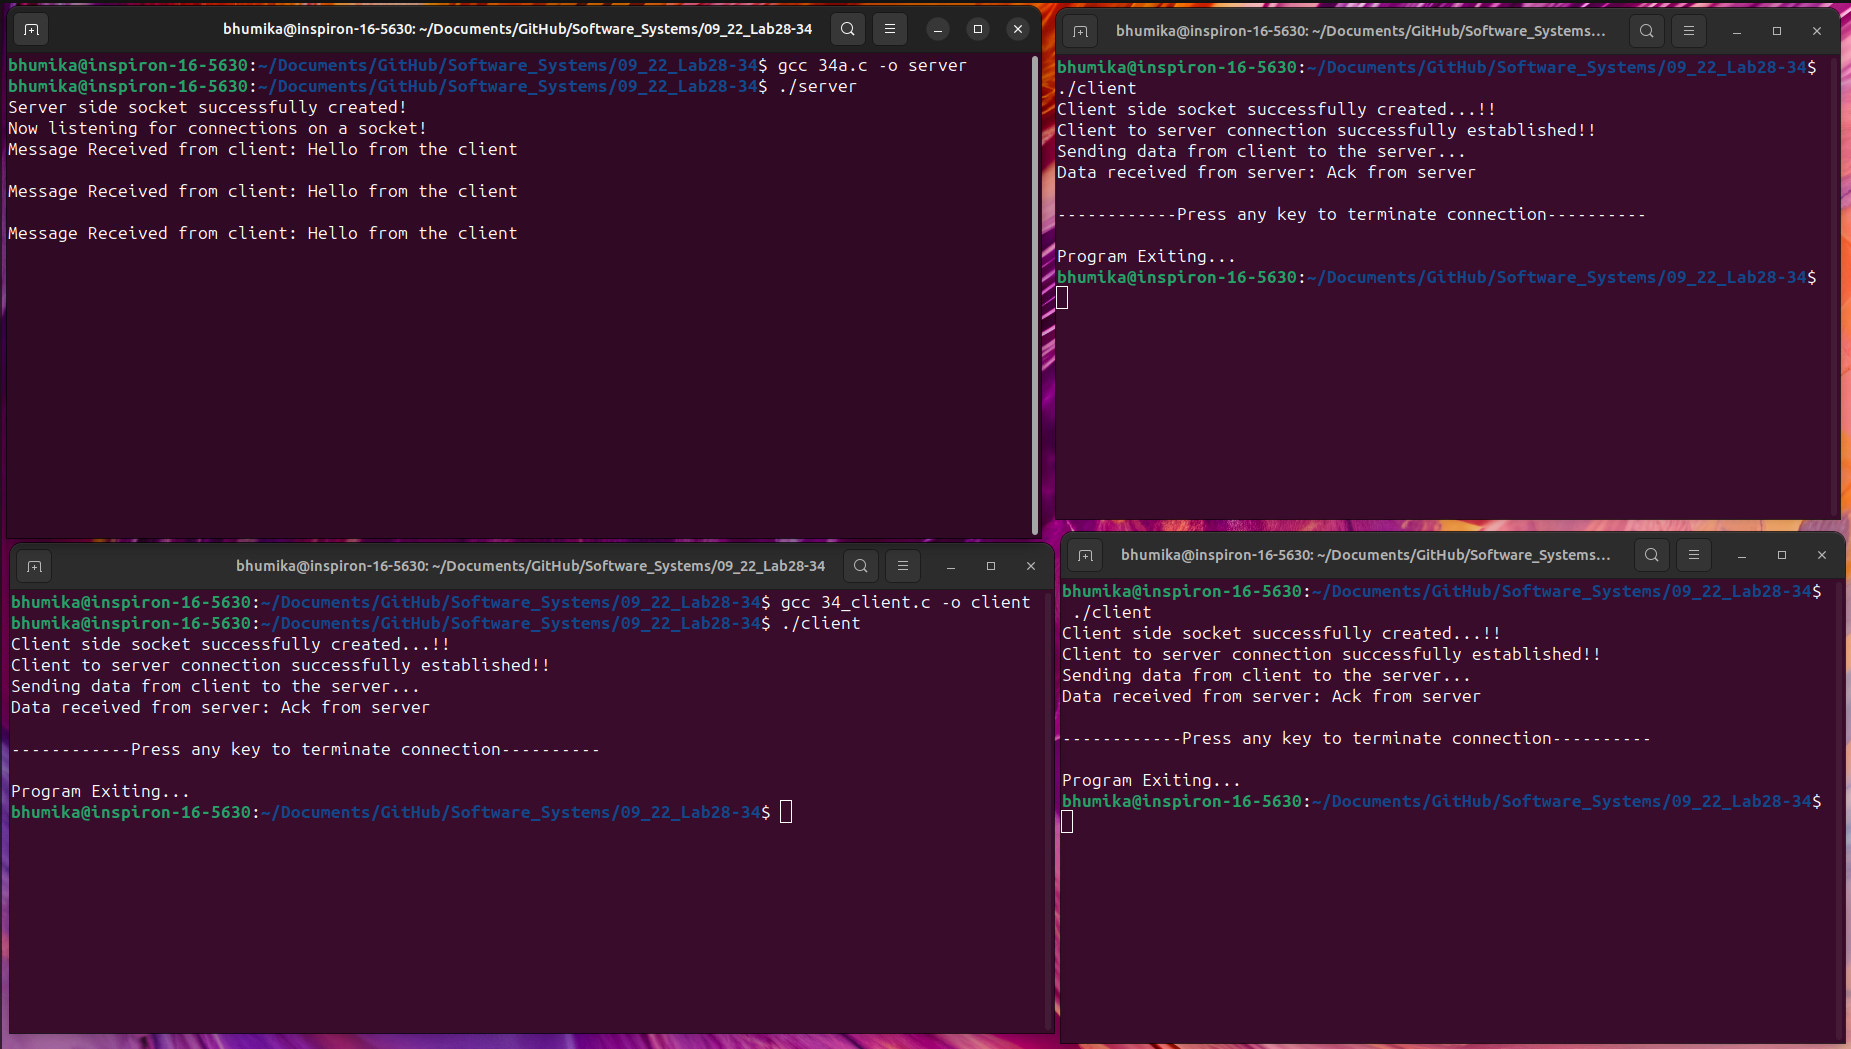 bhumika@inspiron-16-5630: ~/Documents/GitHub/Software_Systems/09_22_Lab28-34
bhumika@inspiron-16-5630:~/Documents/GitHub/Software_Systems/09_22_Lab28-34$ gcc 34a.c -o server
bhumika@inspiron-16-5630:~/Documents/GitHub/Software_Systems/09_22_Lab28-34$ ./server
Server side socket successfully created!
Now listening for connections on a socket!
Message Received from client: Hello from the client
Message Received from client: Hello from the client
Message Received from client: Hello from the client
bhumika@inspiron-16-5630: ~/Documents/GitHub/Software_Systems...
bhumika@inspiron-16-5630:~/Documents/GitHub/Software_Systems/09_22_Lab28-34$
./client
Client side socket successfully created...!!
Client to server connection successfully established!!
Sending data from client to the server...
Data received from server: Ack from server
------------Press any key to terminate connection----------
Program Exiting...
bhumika@inspiron-16-5630:~/Documents/GitHub/Software_Systems/09_22_Lab28-34$
bhumika@inspiron-16-5630: ~/Documents/GitHub/Software_Systems/09_22_Lab28-34
bhumika@inspiron-16-5630:~/Documents/GitHub/Software_Systems/09_22_Lab28-34$ gcc 34_client.c -o client
bhumika@inspiron-16-5630:~/Documents/GitHub/Software_Systems/09_22_Lab28-34$ ./client
Client side socket successfully created...!!
Client to server connection successfully established!!
Sending data from client to the server...
Data received from server: Ack from server
------------Press any key to terminate connection----------
Program Exiting...
bhumika@inspiron-16-5630:~/Documents/GitHub/Software_Systems/09_22_Lab28-34$
bhumika@inspiron-16-5630: ~/Documents/GitHub/Software_Systems...
bhumika@inspiron-16-5630:~/Documents/GitHub/Software_Systems/09_22_Lab28-34$
./client
Client side socket successfully created...!!
Client to server connection successfully established!!
Sending data from client to the server...
Data received from server: Ack from server
------------Press any key to terminate connection----------
Program Exiting...
bhumika@inspiron-16-5630:~/Documents/GitHub/Software_Systems/09_22_Lab28-34$